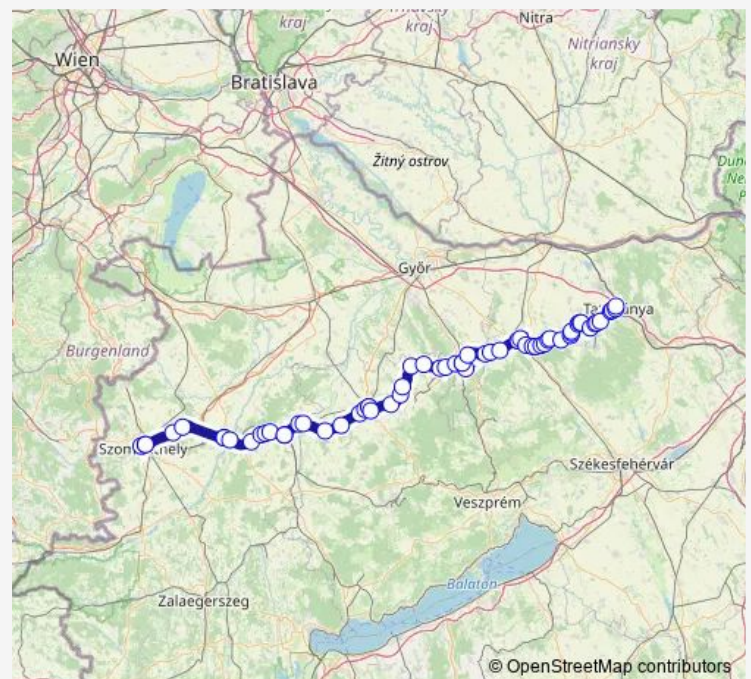 kraj
kraj
Nitra
Nitriansky
kraj
Wien
Bratislava
Žitný ostrov
Győr
Burgenland
Székesfehérvár
Veszprém
Balaton
Zalaegerszeg
© OpenStreetMap contributors